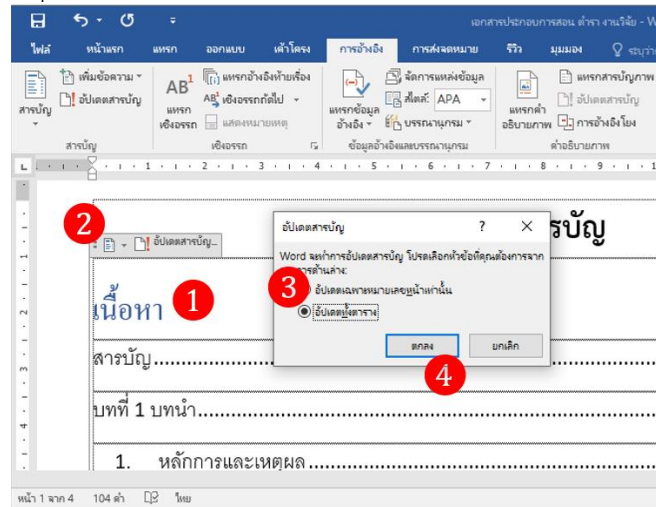 เอกสารประกอบการสอน ตำรา งานวิจัย - W
ไฟล์ หน้าแรก แทรก ออกแบบ เค้าโครง การอ้างอิง การส่งจดหมาย รีวิว มุมมอง
สารบัญ
เพิ่มข้อความ
อัปเดตสารบัญ
AB1
แทรก
เชิงอรรถ
แทรกอ้างอิงท้ายเรื่อง
AB1 เชิงอรรถถัดไป
แสดงหมายเหตุ
แทรกข้อมูล
อ้างอิง
จัดการแหล่งข้อมูล
สไตล์: APA
บรรณานุกรม
แทรกคำ
อธิบายภาพ
แทรกสารบัญภาพ
อัปเดตสารบัญ
การอ้างอิงโยง
สารบัญ เชิงอรรถ ข้อมูลอ้างอิงและบรรณานุกรม คำอธิบายภาพ
L 1 2 3 4 5 6 7 8 9
รบัญ
2
อัปเดตสารบัญ...
เนื้อหา 1
สารบัญ
บทที่ 1 บทนำ
1. หลักการและเหตุผล
อัปเดตสารบัญ ? ×
Word จะทำการอัปเดตสารบัญ โปรดเลือกหัวข้อที่คุณต้องการจาก
การด้านล่าง:
3 อัปเดตเฉพาะหมายเลขหน้าเท่านั้น
อัปเดตทั้งตาราง
ตกลง ยกเลิก
4
หน้า 1 จาก 4 104 คำ ไทย